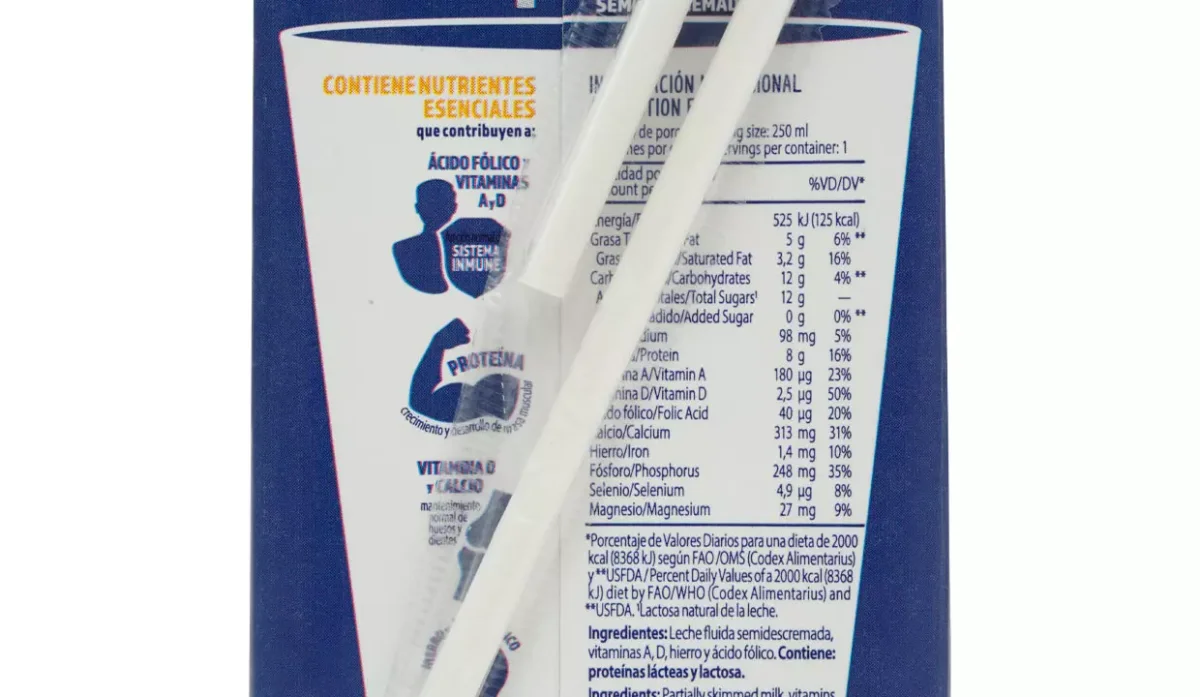 CONTIENE NUTRIENTES
ESENCIALES
que contribuyen a:
ÁCIDO FÓLICO y
VITAMINAS
A y D
SISTEMA
INMUNE
PROTEÍNA
crecimiento y desarrollo de masa muscular
VITAMINA D
y CALCIO
mantenimiento
normal de
huesos y
dientes
size: 250 ml
per container: 1
%VD/DV*
525 kJ (125 kcal)
Grasa Fat 5 g 6% **
/Saturated Fat 3,2 g 16%
/Carbohydrates 12 g 4% **
/Total Sugars¹ 12 g —
/Added Sugar 0 g 0% **
98 mg 5%
/Protein 8 g 16%
A/Vitamin A 180 µg 23%
D/Vitamin D 2,5 µg 50%
fólico/Folic Acid 40 µg 20%
/Calcium 313 mg 31%
Hierro/Iron 1,4 mg 10%
Fósforo/Phosphorus 248 mg 35%
Selenio/Selenium 4,9 µg 8%
Magnesio/Magnesium 27 mg 9%
*Porcentaje de Valores Diarios para una dieta de 2000
kcal (8368 kJ) según FAO /OMS (Codex Alimentarius)
y **USFDA / Percent Daily Values of a 2000 kcal (8368
kJ) diet by FAO/WHO (Codex Alimentarius) and
**USFDA. ¹Lactosa natural de la leche.
Ingredientes: Leche fluida semidescremada,
vitaminas A, D, hierro y ácido fólico. Contiene:
proteínas lácteas y lactosa.
Ingredients: Partially skimmed milk, vitamins